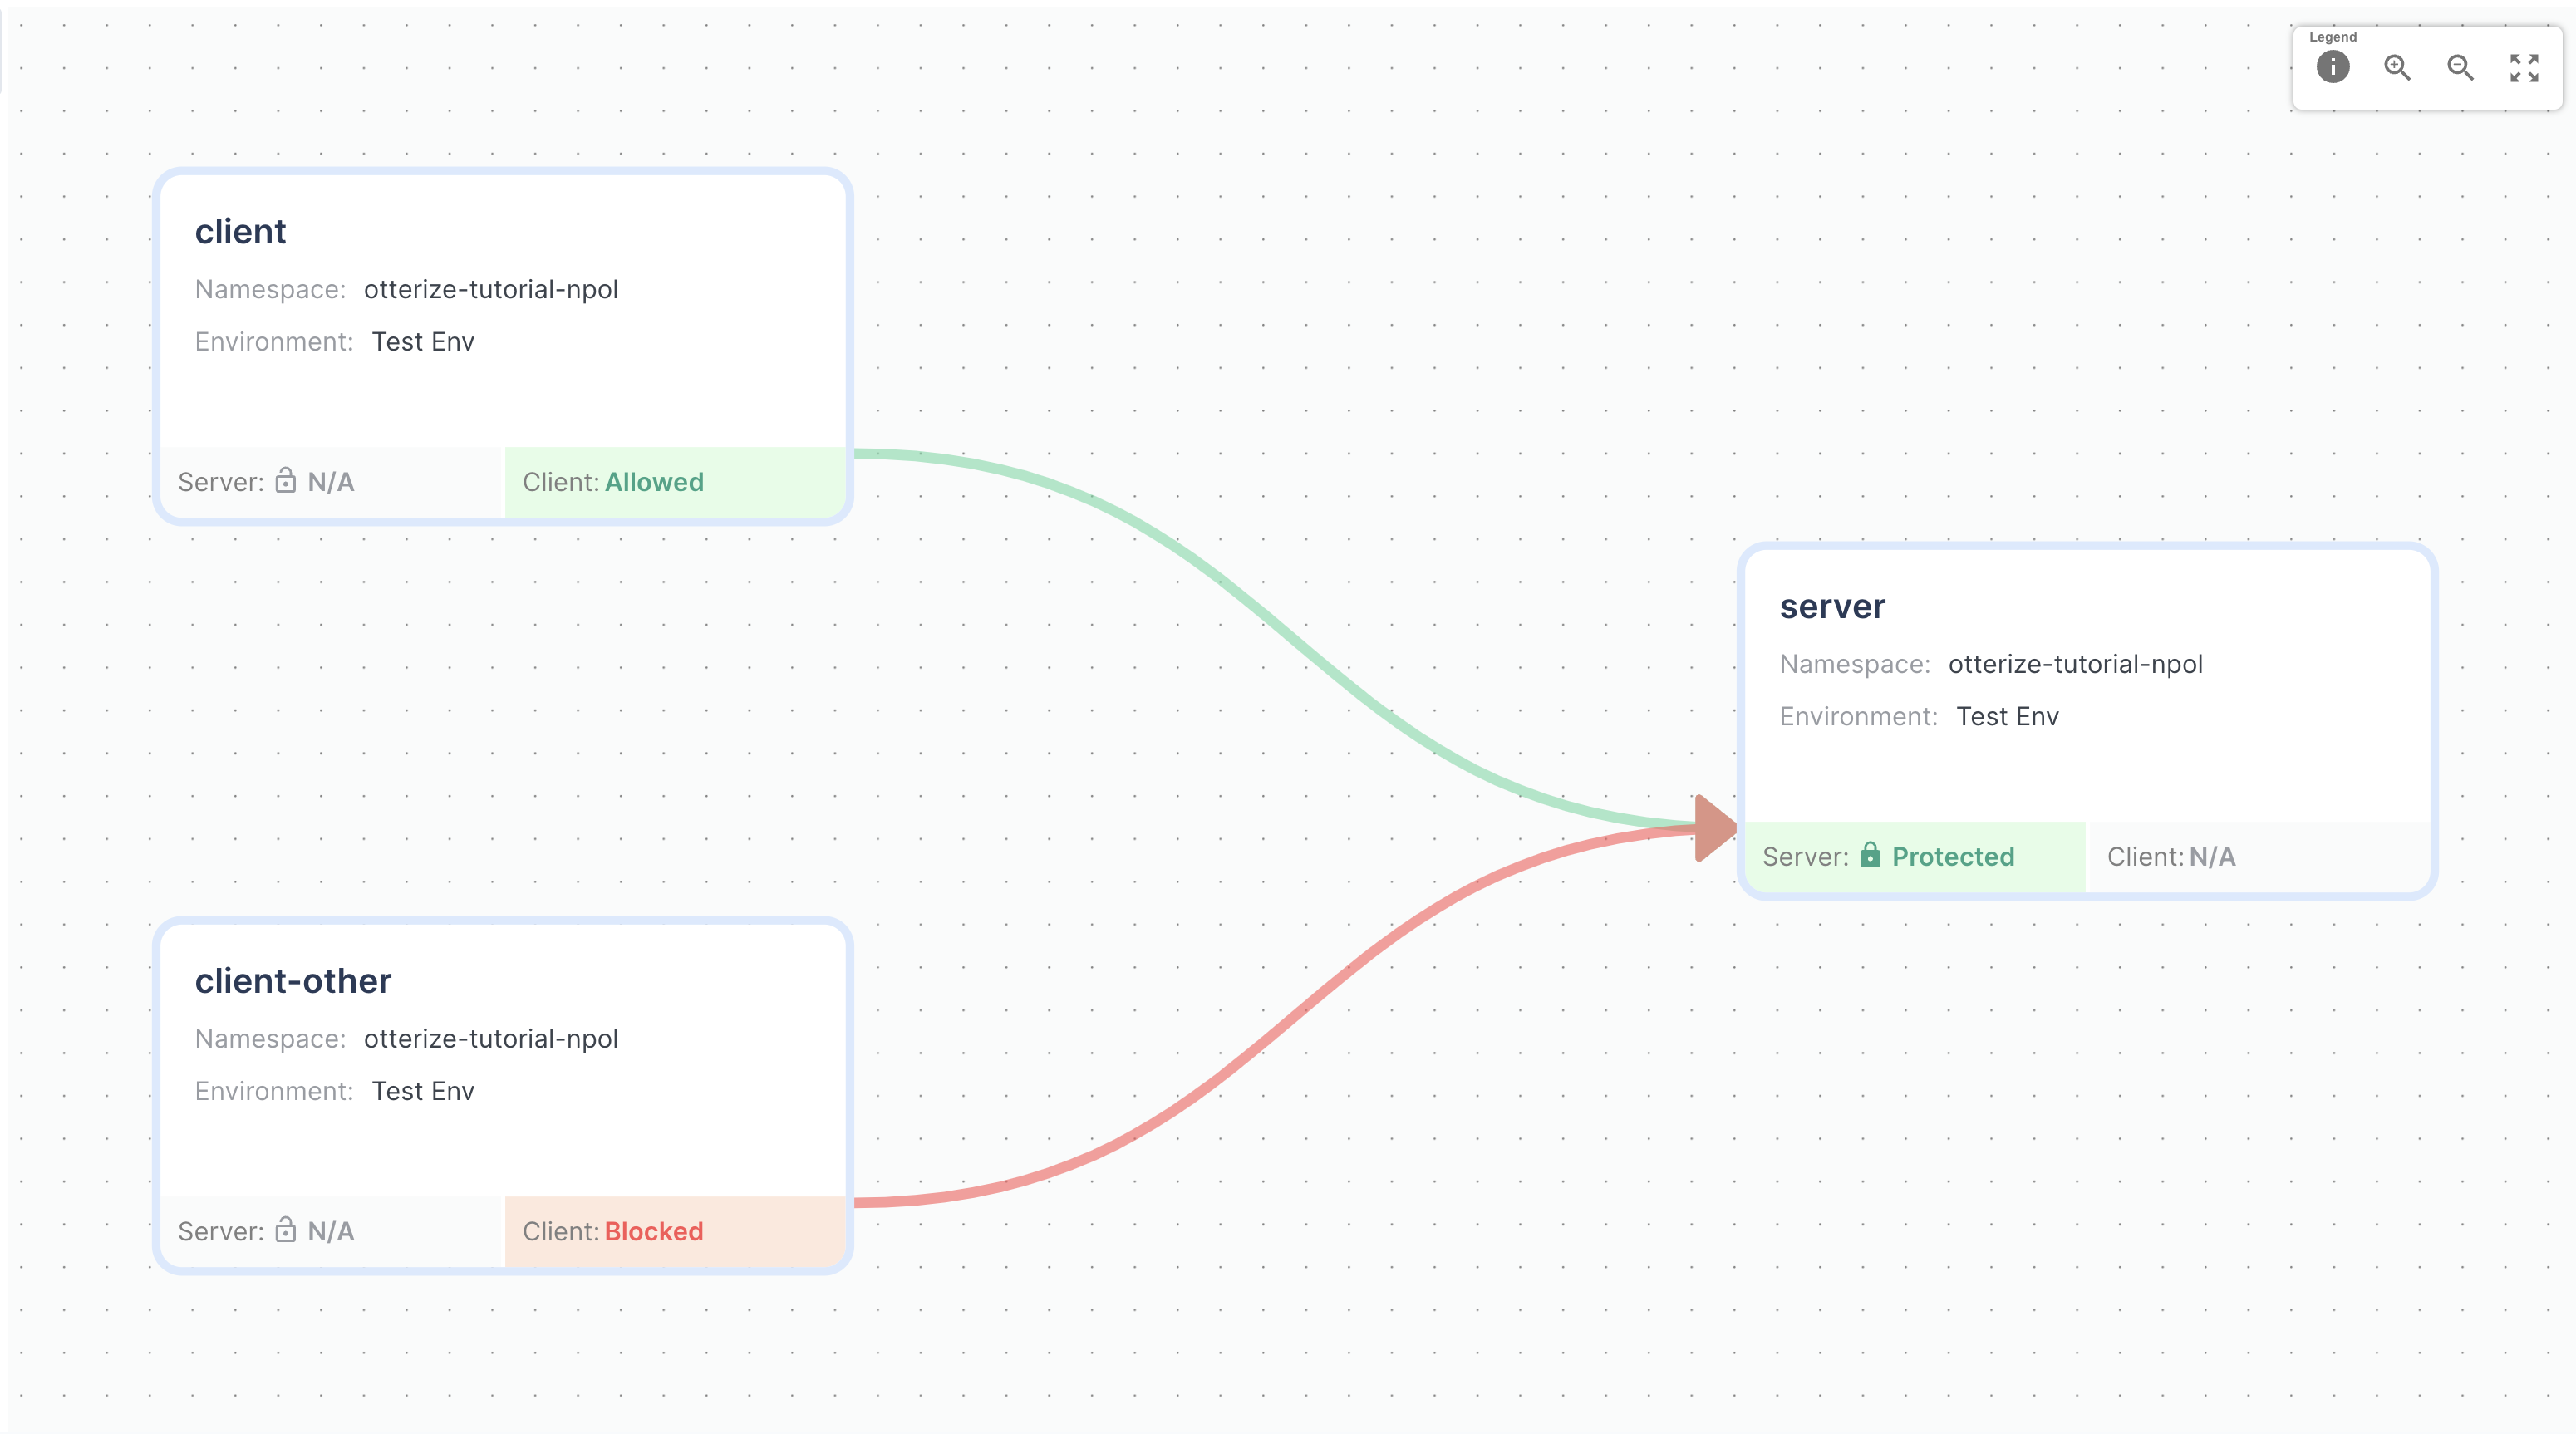 Legend
client
Namespace: otterize-tutorial-npol
Environment: Test Env
Server: N/A
Client: Allowed
server
Namespace: otterize-tutorial-npol
Environment: Test Env
Server: Protected
Client: N/A
client-other
Namespace: otterize-tutorial-npol
Environment: Test Env
Server: N/A
Client: Blocked